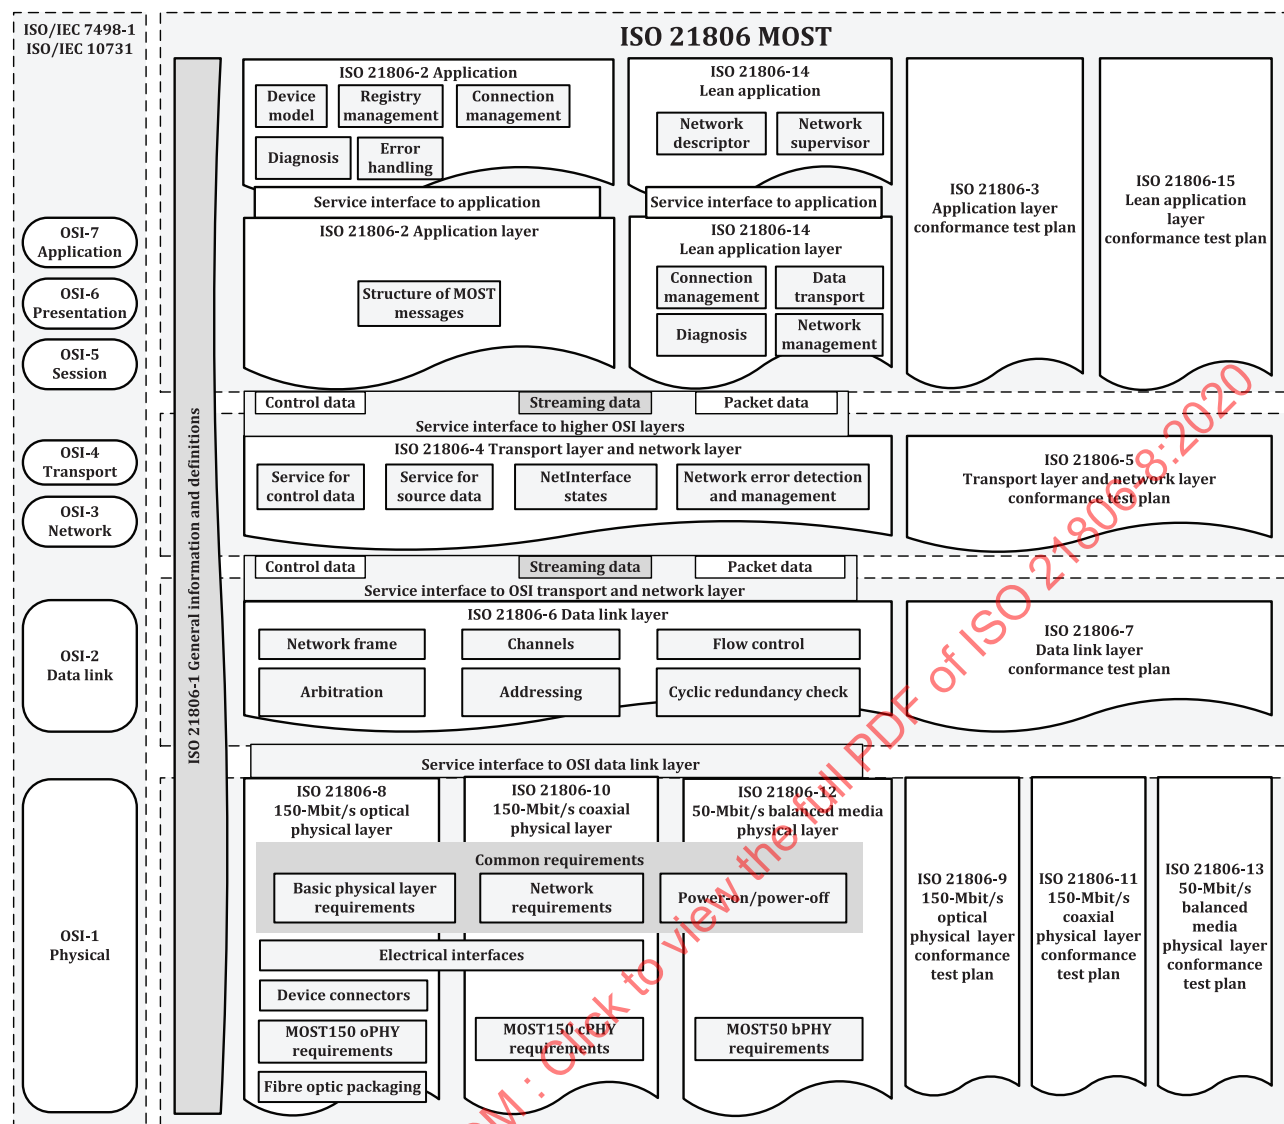 ISO/IEC 7498-1
ISO/IEC 10731
OSI-7
Application
OSI-6
Presentation
OSI-5
Session
OSI-4
Transport
OSI-3
Network
OSI-2
Data link
OSI-1
Physical
ISO 21806 MOST
ISO 21806-1 General information and definitions
ISO 21806-2 Application
Device
model
Registry
management
Connection
management
Diagnosis
Error
handling
Service interface to application
ISO 21806-2 Application layer
Structure of MOST
messages
ISO 21806-14
Lean application
Network
descriptor
Network
supervisor
Service interface to application
ISO 21806-14
Lean application layer
Connection
management
Data
transport
Diagnosis
Network
management
ISO 21806-3
Application layer
conformance test plan
ISO 21806-15
Lean application
layer
conformance test plan
Control data
Streaming data
Packet data
Service interface to higher OSI layers
ISO 21806-4 Transport layer and network layer
Service for
control data
Service for
source data
NetInterface
states
Network error detection
and management
ISO 21806-5
Transport layer and network layer
conformance test plan
Control data
Streaming data
Packet data
Service interface to OSI transport and network layer
ISO 21806-6 Data link layer
Network frame
Channels
Flow control
Arbitration
Addressing
Cyclic redundancy check
ISO 21806-7
Data link layer
conformance test plan
Service interface to OSI data link layer
ISO 21806-8
150-Mbit/s optical
physical layer
ISO 21806-10
150-Mbit/s coaxial
physical layer
ISO 21806-12
50-Mbit/s balanced media
physical layer
Common requirements
Basic physical layer
requirements
Network
requirements
Power-on/power-off
Electrical interfaces
Device connectors
MOST150 oPHY
requirements
MOST150 cPHY
requirements
MOST50 bPHY
requirements
Fibre optic packaging
ISO 21806-9
150-Mbit/s
optical
physical layer
conformance
test plan
ISO 21806-11
150-Mbit/s
coaxial
physical layer
conformance
test plan
ISO 21806-13
50-Mbit/s
balanced
media
physical layer
conformance
test plan
OM : Click to view the full PDF of ISO 21806-8:2020